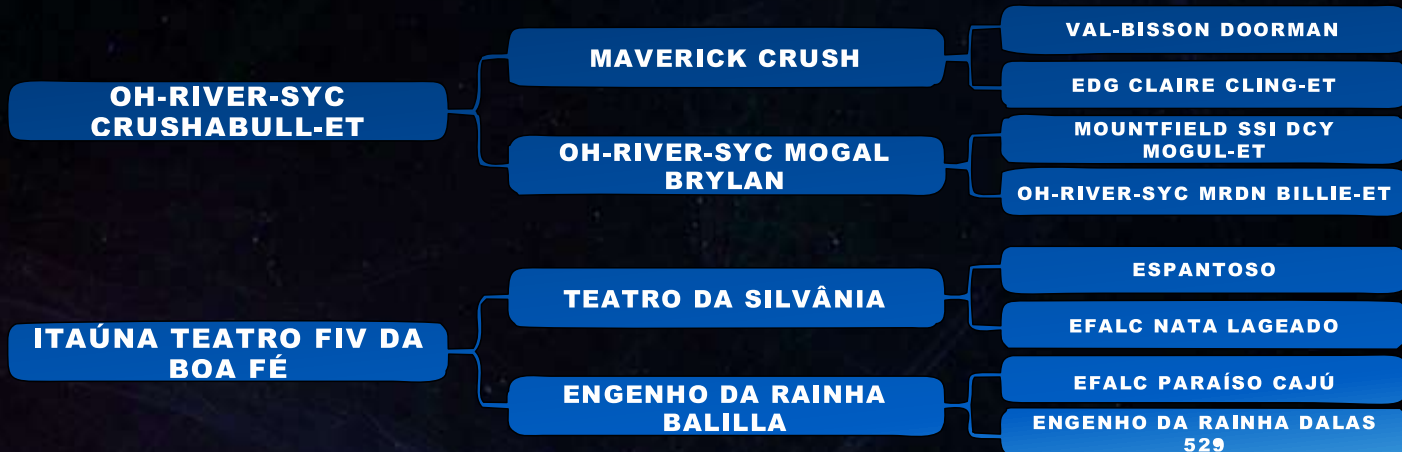 OH-RIVER-SYC
CRUSHABULL-ET
MAVERICK CRUSH
VAL-BISSON DOORMAN
EDG CLAIRE CLING-ET
OH-RIVER-SYC MOGAL
BRYLAN
MOUNTFIELD SSI DCY
MOGUL-ET
OH-RIVER-SYC MRDN BILLIE-ET
ITAÚNA TEATRO FIV DA
BOA FÉ
TEATRO DA SILVÂNIA
ESPANTOSO
EFALC NATA LAGEADO
ENGENHO DA RAINHA
BALILLA
EFALC PARAÍSO CAJÚ
ENGENHO DA RAINHA DALAS
529